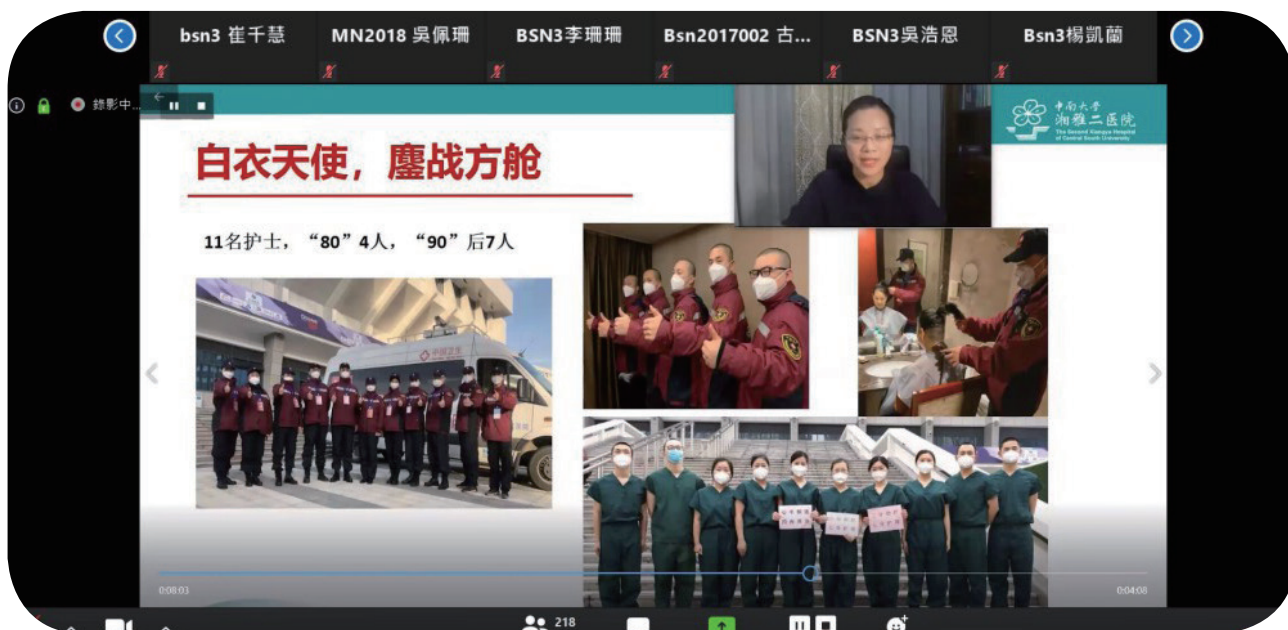 bsn3 崔千慧
MN2018 吳佩珊
BSN3李珊珊
Bsn2017002 古...
BSN3吳浩恩
Bsn3楊凱蘭
錄影中...
中南大学
湘雅二医院
The Second Xiangya Hospital
of Central South University
白衣天使，鏖战方舱
11名护士，“80”4人，“90”后7人
中国卫生
0:08:03
0:04:08
218